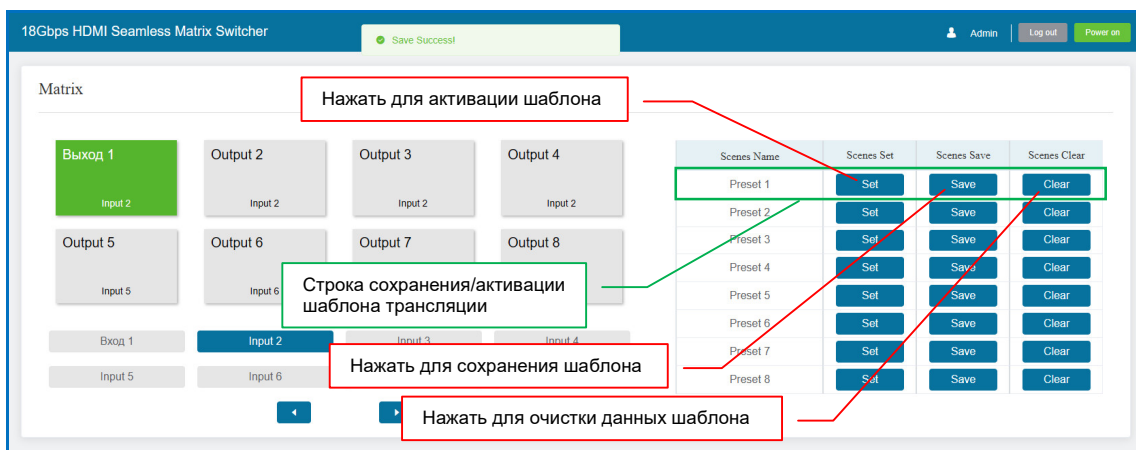 18Gbps HDMI Seamless Matrix Switcher
Save Success!
Admin
Log out
Power on
Matrix
Нажать для активации шаблона
Выход 1
Output 2
Output 3
Output 4
Input 2
Input 2
Input 2
Input 2
Output 5
Output 6
Output 7
Output 8
Input 5
Input 6
Строка сохранения/активации
шаблона трансляции
Вход 1
Input 2
Input 3
Input 4
Input 5
Input 6
Нажать для сохранения шаблона
Нажать для очистки данных шаблона
Scenes Name
Scenes Set
Scenes Save
Scenes Clear
Preset 1
Set
Save
Clear
Preset 2
Set
Save
Clear
Preset 3
Set
Save
Clear
Preset 4
Set
Save
Clear
Preset 5
Set
Save
Clear
Preset 6
Set
Save
Clear
Preset 7
Set
Save
Clear
Preset 8
Set
Save
Clear